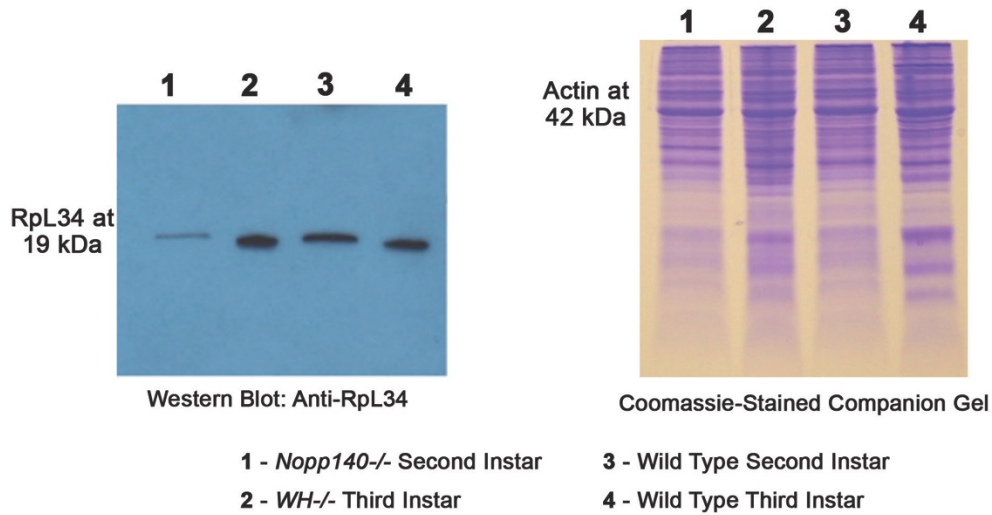 1 2 3 4
RpL34 at
19 kDa
Western Blot: Anti-RpL34
1 2 3 4
Actin at
42 kDa
Coomassie-Stained Companion Gel
1 - Nopp140-/- Second Instar
2 - WH-/- Third Instar
3 - Wild Type Second Instar
4 - Wild Type Third Instar